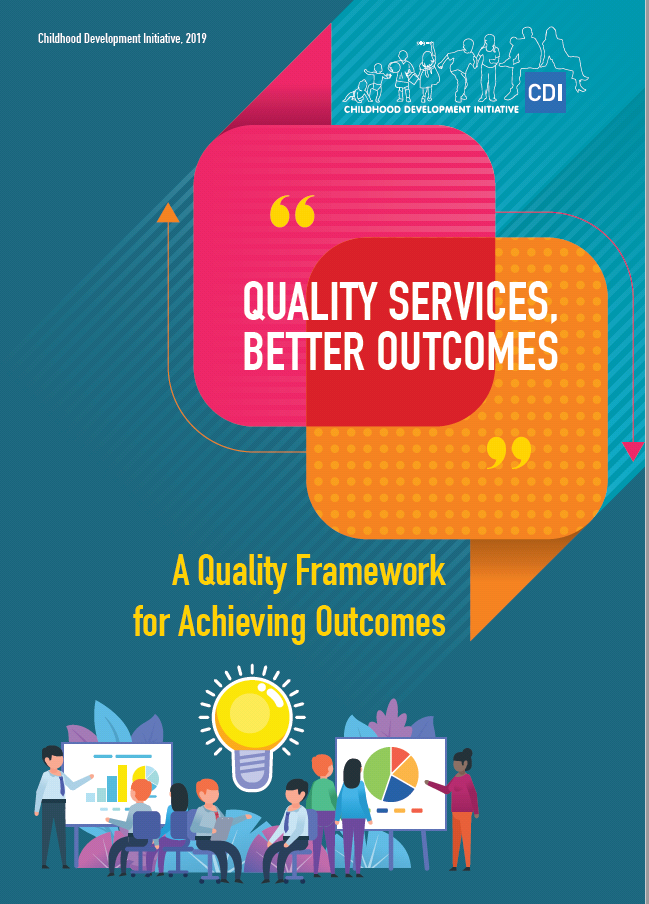 Childhood Development Initiative, 2019
CHILDHOOD DEVELOPMENT INITIATIVE
CDI
“
QUALITY SERVICES,
BETTER OUTCOMES
”
A Quality Framework
for Achieving Outcomes